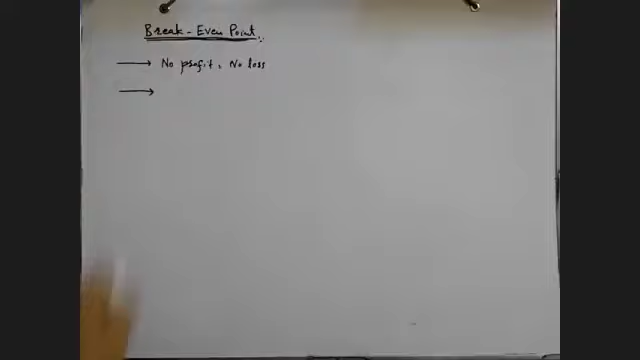 Break-Even Point:
→ No profit, No loss
→